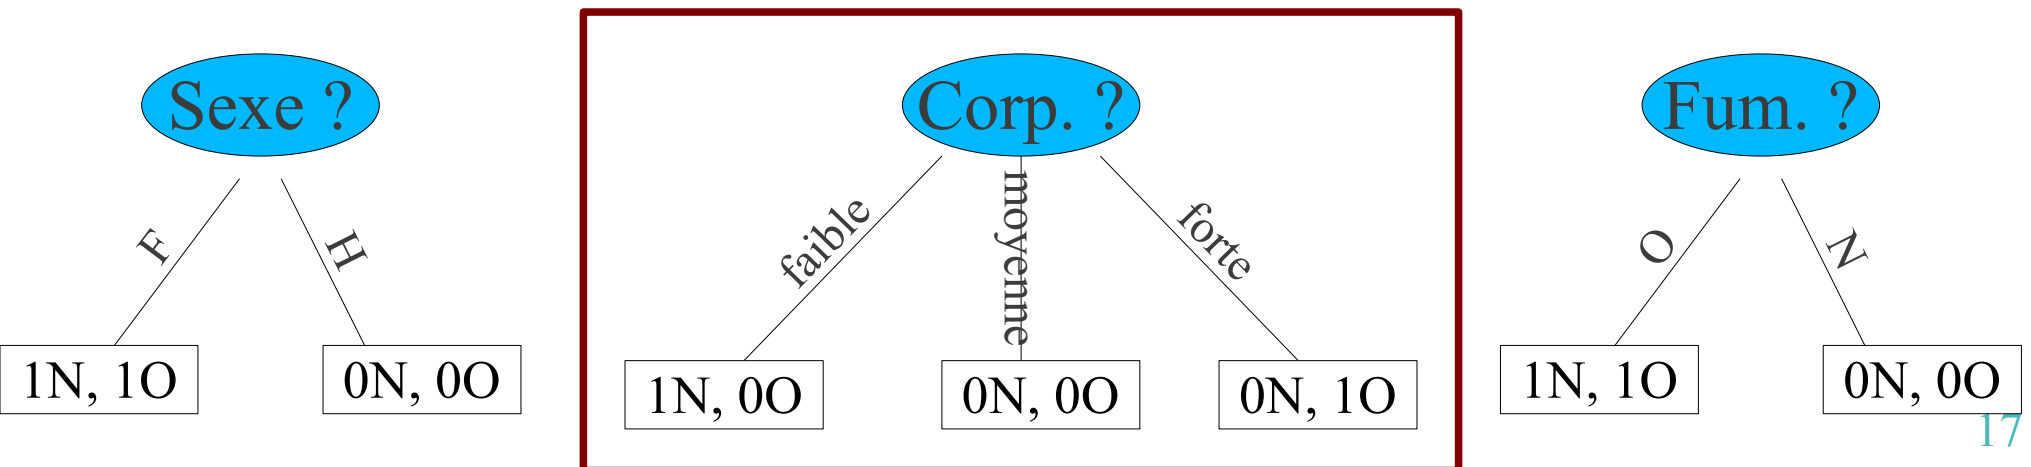 Sexe ?
F
H
1N, 1O
0N, 0O
Corp. ?
faible
moyenne
forte
1N, 0O
0N, 0O
0N, 1O
Fum. ?
O
N
1N, 1O
0N, 0O
17